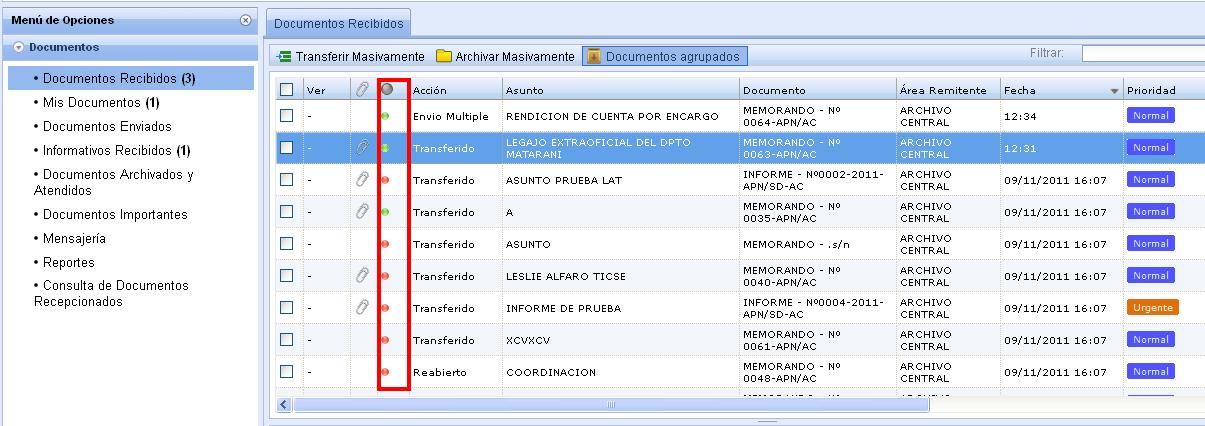 Menú de Opciones
Documentos
• Documentos Recibidos (3)
• Mis Documentos (1)
• Documentos Enviados
• Informativos Recibidos (1)
• Documentos Archivados y
Atendidos
• Documentos Importantes
• Mensajería
• Reportes
• Consulta de Documentos
Recepcionados
Documentos Recibidos
Transferir Masivamente Archivar Masivamente Documentos agrupados Filtrar:
Ver Acción Asunto Documento Área Remitente Fecha Prioridad
- Envio Multiple RENDICION DE CUENTA POR ENCARGO MEMORANDO - Nº ARCHIVO 12:34 Normal
0064-APN/AC CENTRAL
- Transferido LEGAJO EXTRAOFICIAL DEL DPTO MEMORANDO - Nº ARCHIVO 12:31 Normal
MATARANI 0063-APN/AC CENTRAL
- Transferido ASUNTO PRUEBA LAT INFORME - Nº0002-2011- ARCHIVO 09/11/2011 16:07 Normal
APN/SD-AC CENTRAL
- Transferido A MEMORANDO - Nº ARCHIVO 09/11/2011 16:07 Normal
0035-APN/AC CENTRAL
- Transferido ASUNTO MEMORANDO - .s/n ARCHIVO 09/11/2011 16:07 Normal
CENTRAL
- Transferido LESLIE ALFARO TICSE MEMORANDO - Nº ARCHIVO 09/11/2011 16:07 Normal
0040-APN/AC CENTRAL
- Transferido INFORME DE PRUEBA INFORME - Nº0004-2011- ARCHIVO 09/11/2011 16:07 Urgente
APN/SD-AC CENTRAL
- Transferido XCVXCV MEMORANDO - Nº ARCHIVO 09/11/2011 16:07 Normal
0061-APN/AC CENTRAL
- Reabierto COORDINACION MEMORANDO - Nº ARCHIVO 09/11/2011 16:07 Normal
0048-APN/AC CENTRAL